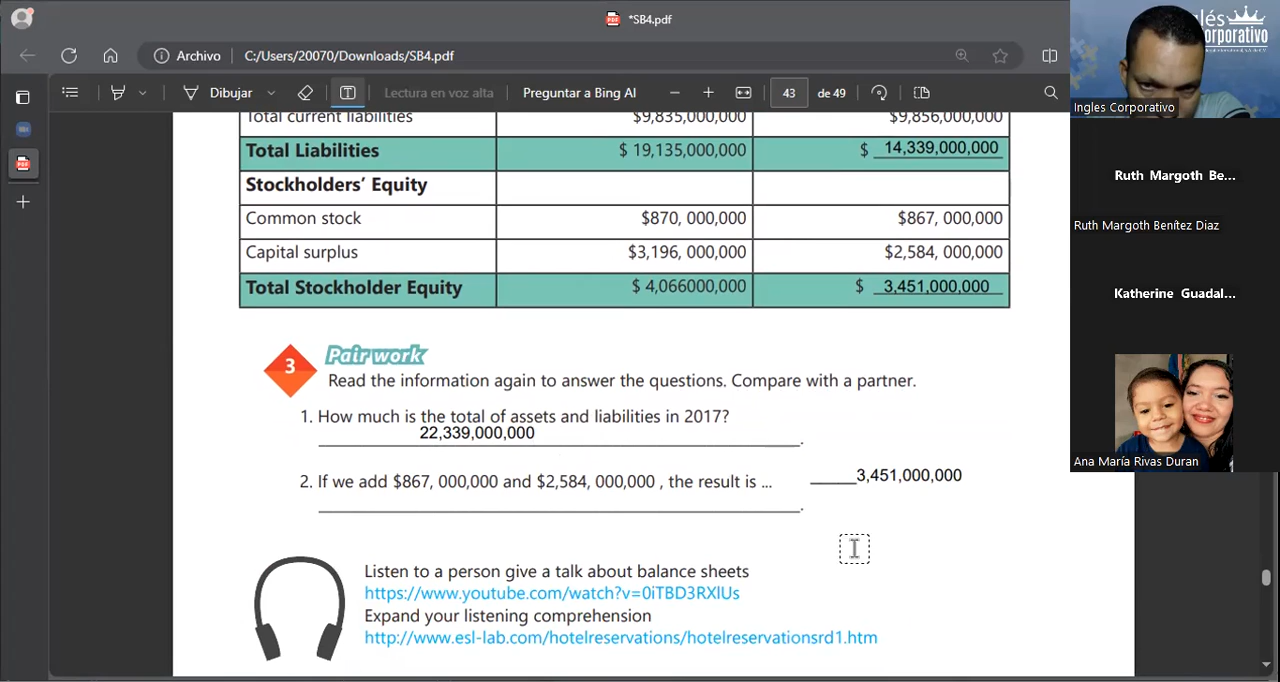 *SB4.pdf
Archivo
C:/Users/20070/Downloads/SB4.pdf
Dibujar
Lectura en voz alta
Preguntar a Bing AI
43
de 49
Total current liabilities $9,835,000,000 $9,856,000,000
Total Liabilities $ 19,135,000,000 $ 14,339,000,000
Stockholders' Equity
Common stock $870, 000,000 $867, 000,000
Capital surplus $3,196, 000,000 $2,584, 000,000
Total Stockholder Equity $ 4,066000,000 $ 3,451,000,000
3
Pair work
Read the information again to answer the questions. Compare with a partner.
1. How much is the total of assets and liabilities in 2017?
22,339,000,000
2. If we add $867, 000,000 and $2,584, 000,000 , the result is ... ______3,451,000,000
Listen to a person give a talk about balance sheets
https://www.youtube.com/watch?v=0iTBD3RXlUs
Expand your listening comprehension
http://www.esl-lab.com/hotelreservations/hotelreservationsrd1.htm
Ingles Corporativo
Ruth Margoth Be...
Ruth Margoth Benítez Diaz
Katherine Guadal...
Ana María Rivas Duran